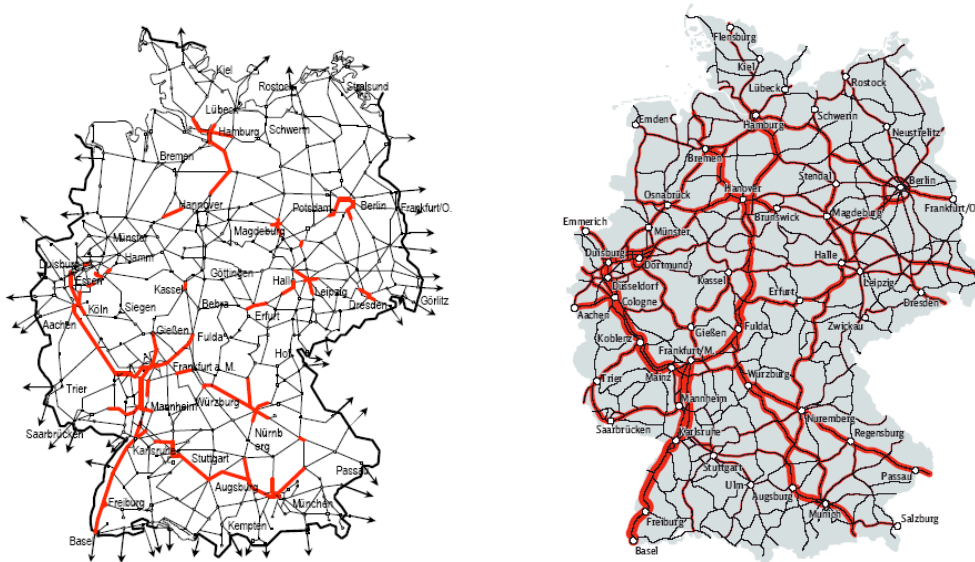 Kiel
Rostock
Stralsund
Lübeck
Hamburg
Schwerin
Bremen
Hannover
Potsdam
Berlin
Frankfurt/O.
Magdeburg
Münster
Hamm
Duisburg
Essen
Göttingen
Halle
Kassel
Leipzig
Köln
Siegen
Bebra
Dresden
Görlitz
Erfurt
Aachen
Gießen
Fulda
Hof
Frankfurt a. M.
Trier
Mannheim
Würzburg
Saarbrücken
Nürnb
erg
Karlsruhe
Stuttgart
Passau
Augsburg
Freiburg
München
Kempten
Basel
Flensburg
Kiel
Lübeck
Rostock
Emden
Hamburg
Schwerin
Neustrelitz
Bremen
Stendal
Osnabrück
Hanover
Berlin
Brunswick
Magdeburg
Frankfurt/O
Emmerich
Münster
Duisburg
Dortmund
Halle
Düsseldorf
Kassel
Leipzig
Cologne
Erfurt
Dresden
Aachen
Zwickau
Koblenz
Gießen
Fulda
Frankfurt/M.
Trier
Mainz
Würzburg
Mannheim
Saarbrücken
Nuremberg
Karlsruhe
Regensburg
Stuttgart
Passau
Ulm
Augsburg
Munich
Freiburg
Salzburg
Basel